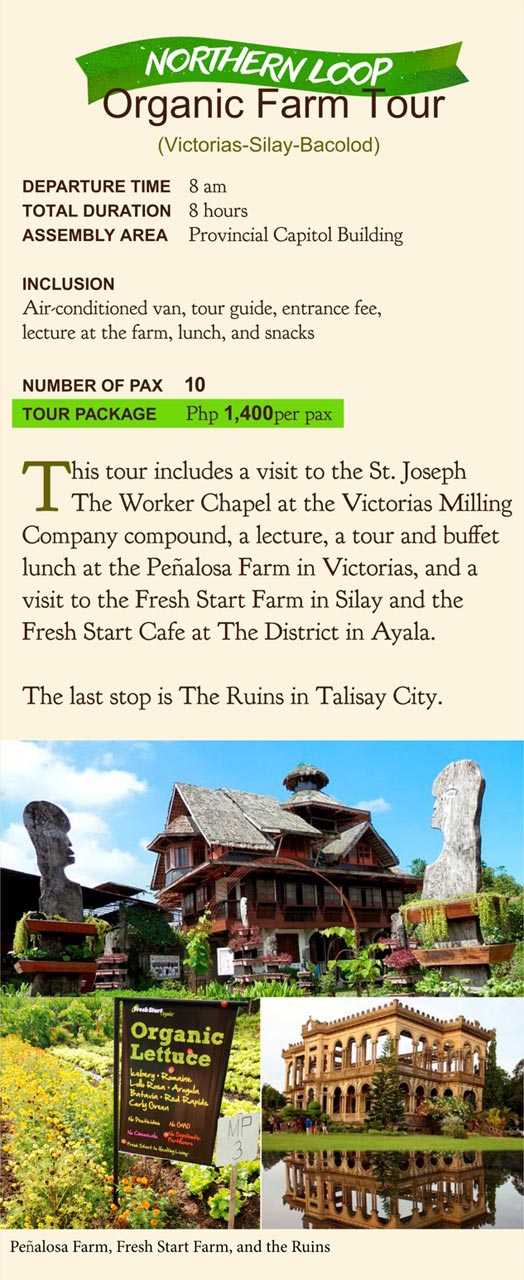 NORTHERN LOOP
Organic Farm Tour
(Victorias-Silay-Bacolod)
DEPARTURE TIME 8 am
TOTAL DURATION 8 hours
ASSEMBLY AREA Provincial Capitol Building
INCLUSION
Air-conditioned van, tour guide, entrance fee,
lecture at the farm, lunch, and snacks
NUMBER OF PAX 10
TOUR PACKAGE Php 1,400per pax
This tour includes a visit to the St. Joseph
The Worker Chapel at the Victorias Milling
Company compound, a lecture, a tour and buffet
lunch at the Peñalosa Farm in Victorias, and a
visit to the Fresh Start Farm in Silay and the
Fresh Start Cafe at The District in Ayala.
The last stop is The Ruins in Talisay City.
Fresh Start
Organic
Lettuce
Iceberg • Romaine
Lollo Rosa • Arugula
Batavia • Red Rapids
Curly Green
No Pesticides No GMO
No Chemicals No Synthetic
Fertilizers
Fresh Start to Healthy Living
MP
3
Peñalosa Farm, Fresh Start Farm, and the Ruins